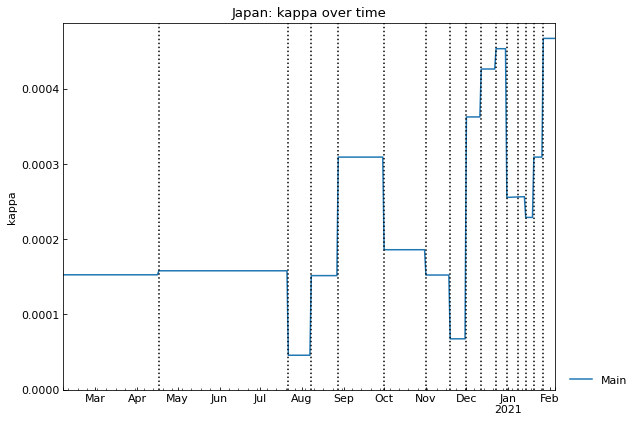 Japan: kappa over time
kappa
0.0004
0.0003
0.0002
0.0001
0.0000
Mar Apr May Jun Jul Aug Sep Oct Nov Dec Jan Feb
2021
Main